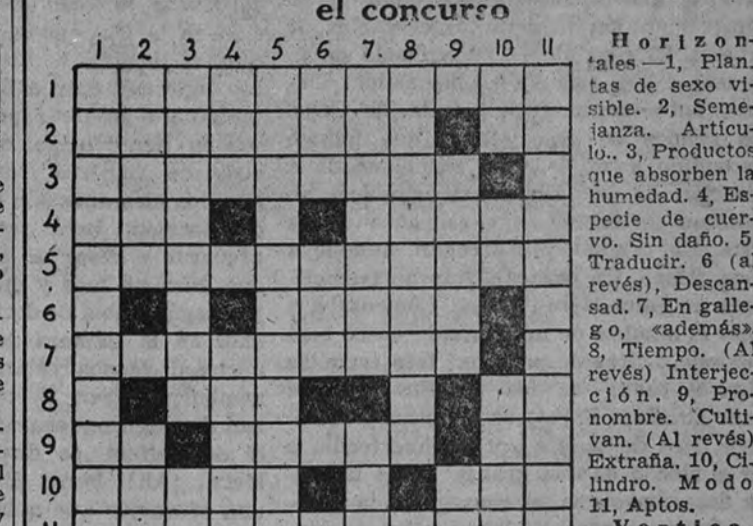 el concurso
1 2 3 4 5 6 7. 8 9 10 11
1
2
3
4
5
6
7
8
9
10
Horizon-
tales—1, Plan.
tas de sexo vi-
sible. 2, Seme-
janza. Artícu-
lo.. 3, Productos
que absorben la
humedad. 4, Es-
pecie de cuer-
vo. Sin daño. 5
Traducir. 6 (al
revés), Descan-
sad. 7, En galle-
go, «además».
8, Tiempo. (Al
revés) Interjec-
ción. 9, Pro-
nombre. Culti-
van. (Al revés)
Extraña. 10, Ci-
lindro. Modo
11, Aptos.